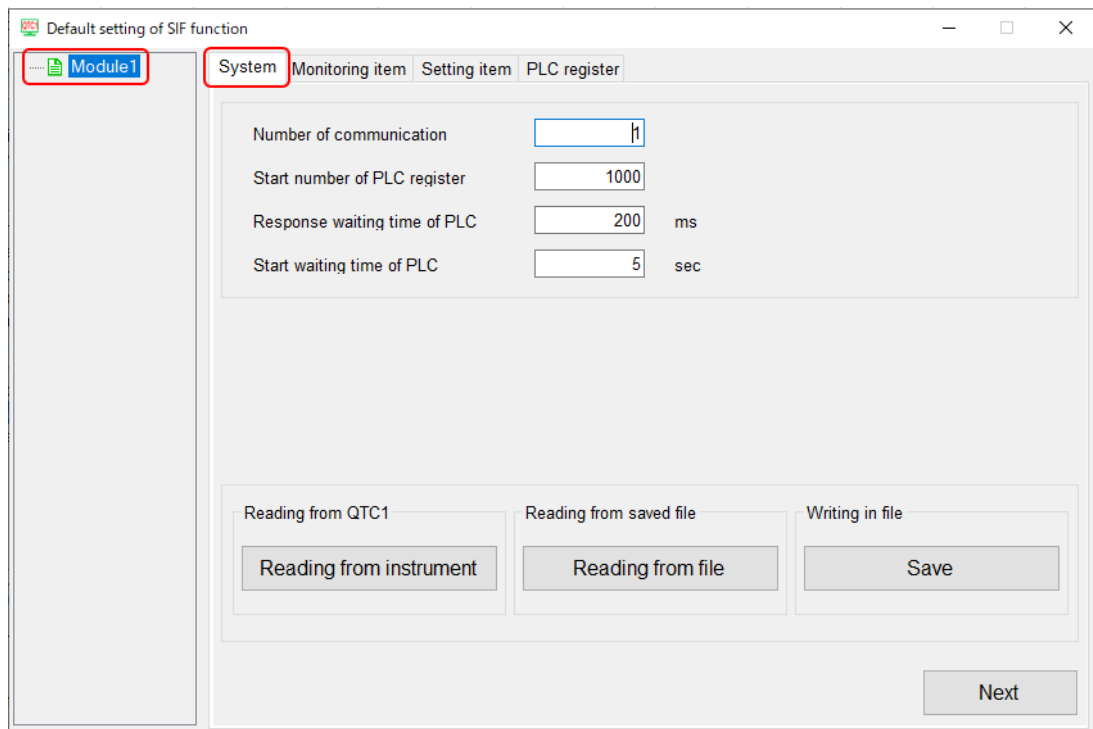 QTC1
Default setting of SIF function
Module1
System
Monitoring item
Setting item
PLC register
Number of communication 1
Start number of PLC register 1000
Response waiting time of PLC 200 ms
Start waiting time of PLC 5 sec
Reading from QTC1
Reading from saved file
Writing in file
Reading from instrument
Reading from file
Save
Next